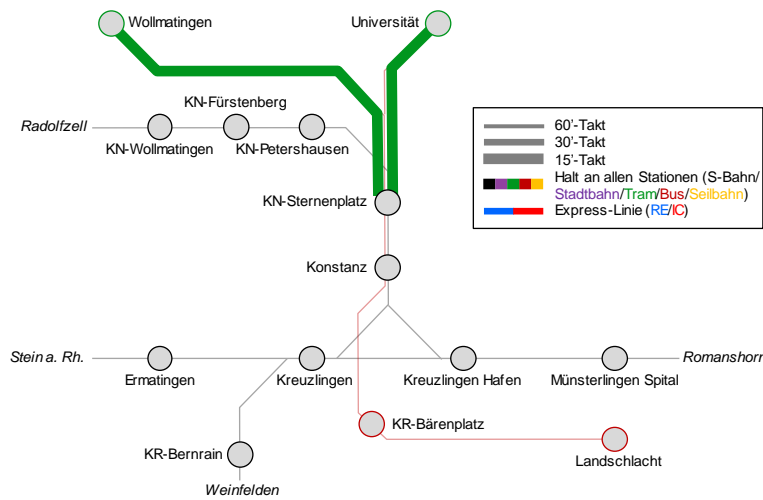 Wollmatingen
Universität
KN-Fürstenberg
Radolfzell
KN-Wollmatingen
KN-Petershausen
KN-Sternenplatz
Konstanz
60'-Takt
30'-Takt
15'-Takt
Halt an allen Stationen (S-Bahn/
Stadtbahn/Tram/Bus/Seilbahn)
Express-Linie (RE/IC)
Stein a. Rh.
Romanshorn
Ermatingen
Kreuzlingen
Kreuzlingen Hafen
Münsterlingen Spital
KR-Bärenplatz
KR-Bernrain
Landschlacht
Weinfelden